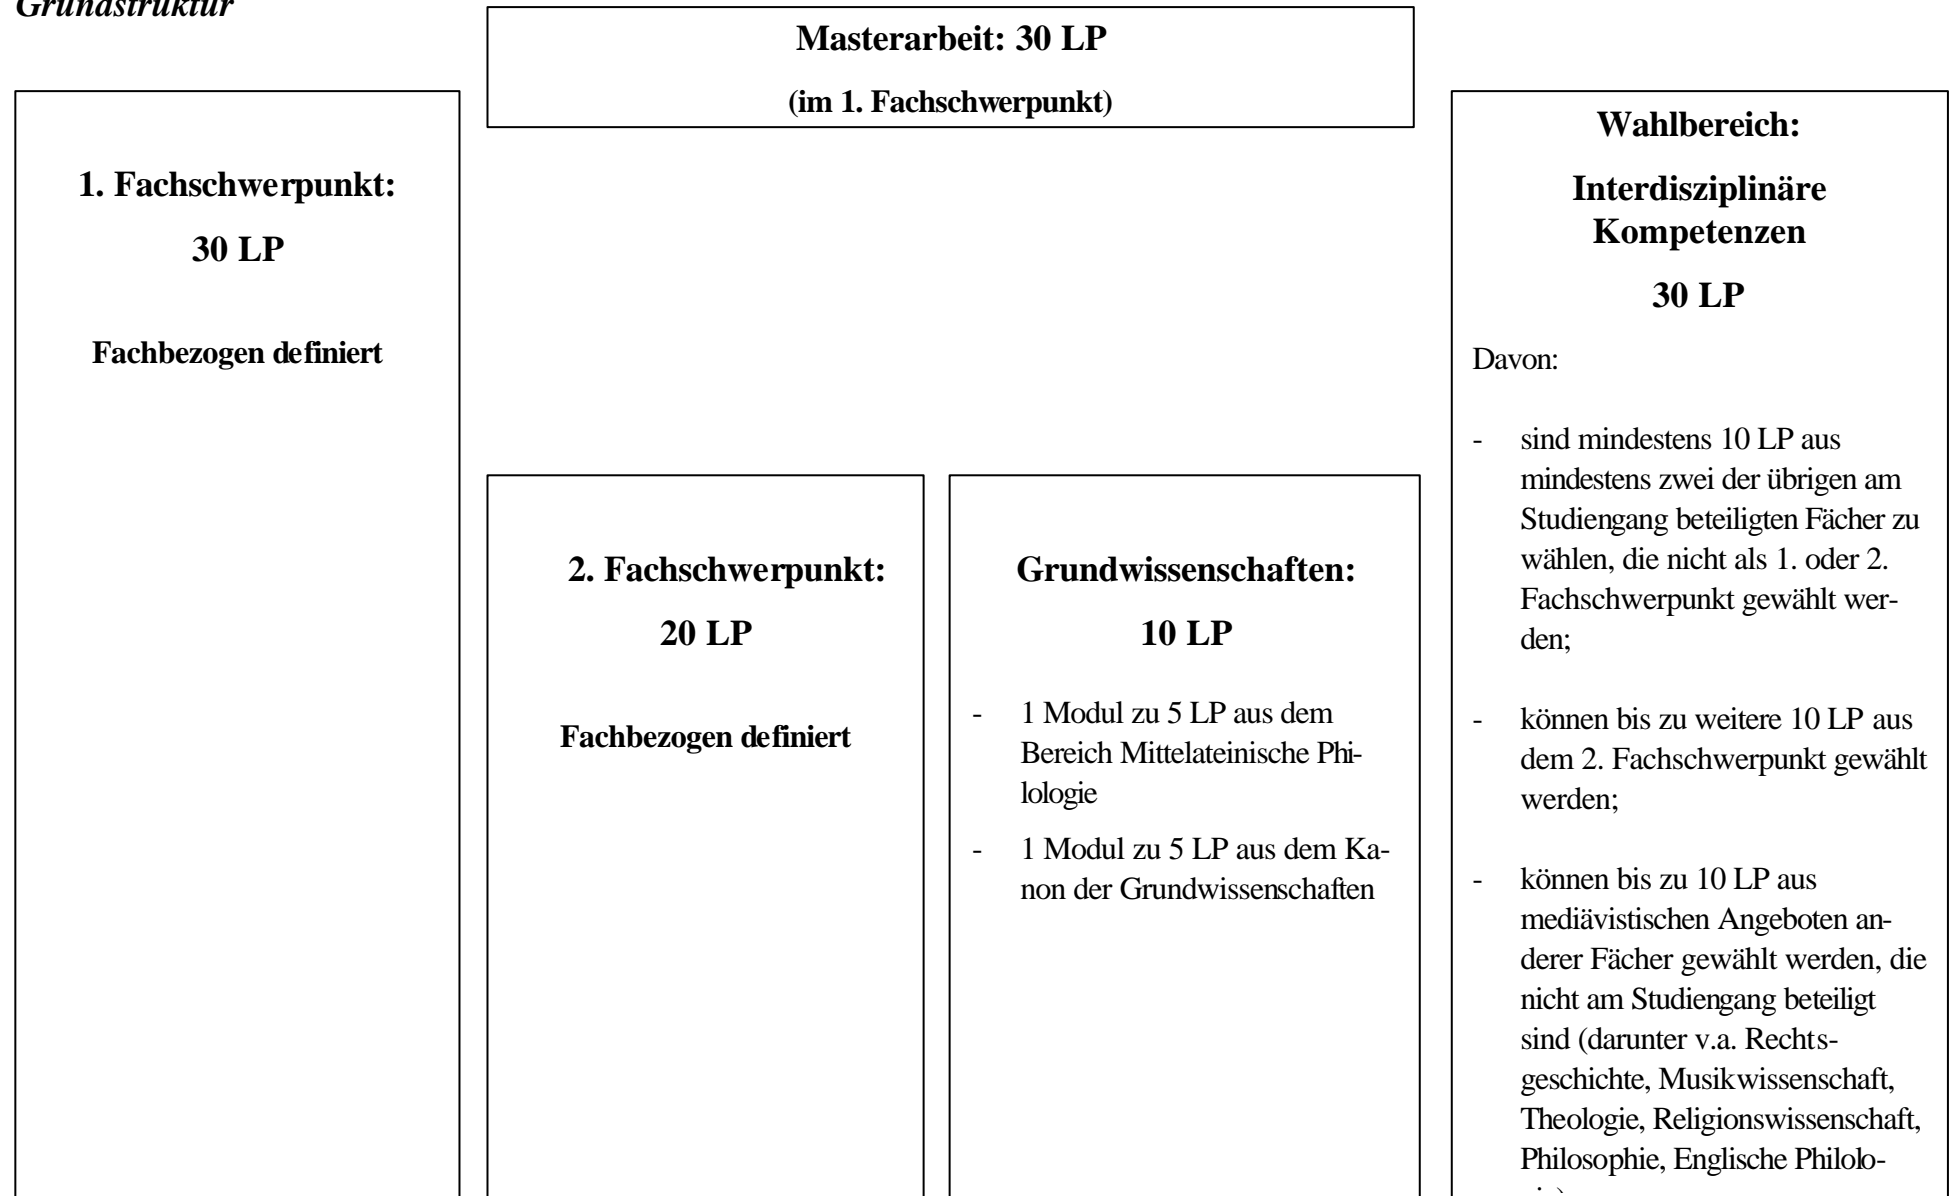 Grundstruktur
Masterarbeit: 30 LP
(im 1. Fachschwerpunkt)
1. Fachschwerpunkt:
30 LP
Fachbezogen definiert
2. Fachschwerpunkt:
20 LP
Fachbezogen definiert
Grundwissenschaften:
10 LP
- 1 Modul zu 5 LP aus dem
Bereich Mittelateinische Phi-
lologie
- 1 Modul zu 5 LP aus dem Ka-
non der Grundwissenschaften
Wahlbereich:
Interdisziplinäre
Kompetenzen
30 LP
Davon:
- sind mindestens 10 LP aus
mindestens zwei der übrigen am
Studiengang beteiligten Fächer zu
wählen, die nicht als 1. oder 2.
Fachschwerpunkt gewählt wer-
den;
- können bis zu weitere 10 LP aus
dem 2. Fachschwerpunkt gewählt
werden;
- können bis zu 10 LP aus
mediävistischen Angeboten an-
derer Fächer gewählt werden, die
nicht am Studiengang beteiligt
sind (darunter v.a. Rechts-
geschichte, Musikwissenschaft,
Theologie, Religionswissenschaft,
Philosophie, Englische Philolo-